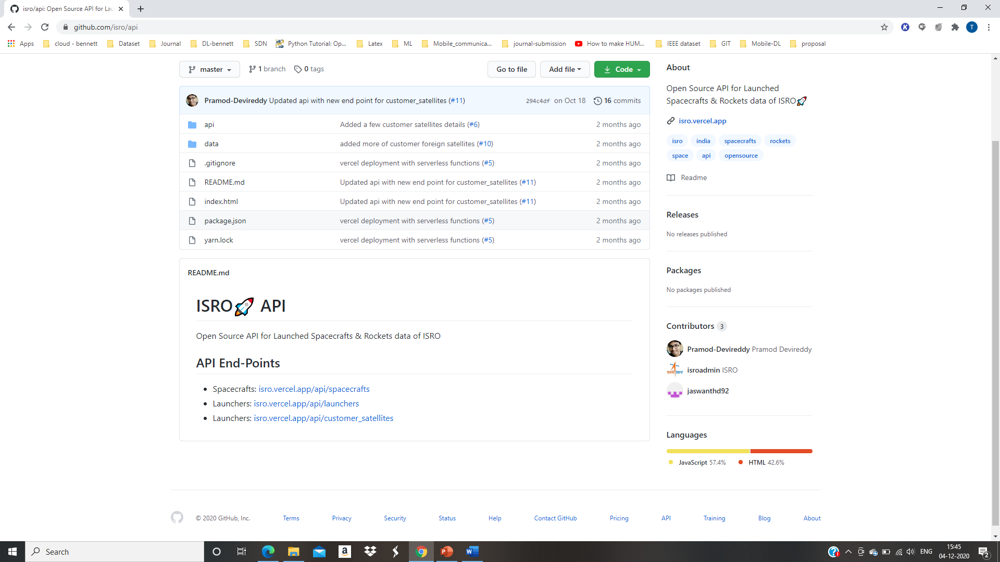 isro/api: Open Source API for Lau
github.com/isro/api
T
Apps
cloud - bennett
Dataset
Journal
DL-bennett
SDN
Python Tutorial: Op...
Latex
ML
Mobile_communica...
journal-submission
How to make HUM...
IEEE dataset
GIT
Mobile-DL
proposal
master
1 branch
0 tags
Go to file
Add file
Code
Pramod-Devireddy Updated api with new end point for customer_satellites (#11)
294c4df on Oct 18
16 commits
api Added a few customer satellites details (#6) 2 months ago
data added more of customer foreign satellites (#10) 2 months ago
.gitignore vercel deployment with serverless functions (#5) 2 months ago
README.md Updated api with new end point for customer_satellites (#11) 2 months ago
index.html Updated api with new end point for customer_satellites (#11) 2 months ago
package.json vercel deployment with serverless functions (#5) 2 months ago
yarn.lock vercel deployment with serverless functions (#5) 2 months ago
README.md
ISRO🚀 API
Open Source API for Launched Spacecrafts & Rockets data of ISRO
API End-Points
• Spacecrafts: isro.vercel.app/api/spacecrafts
• Launchers: isro.vercel.app/api/launchers
• Launchers: isro.vercel.app/api/customer_satellites
About
Open Source API for Launched
Spacecrafts & Rockets data of ISRO🚀
isro.vercel.app
isro india spacecrafts rockets
space api opensource
Readme
Releases
No releases published
Packages
No packages published
Contributors 3
Pramod-Devireddy Pramod Devireddy
isroadmin ISRO
jaswanthd92
Languages
JavaScript 57.4% HTML 42.6%
© 2020 GitHub, Inc.
Terms
Privacy
Security
Status
Help
Contact GitHub
Pricing
API
Training
Blog
About
Search
ENG
15:45
04-12-2020
2